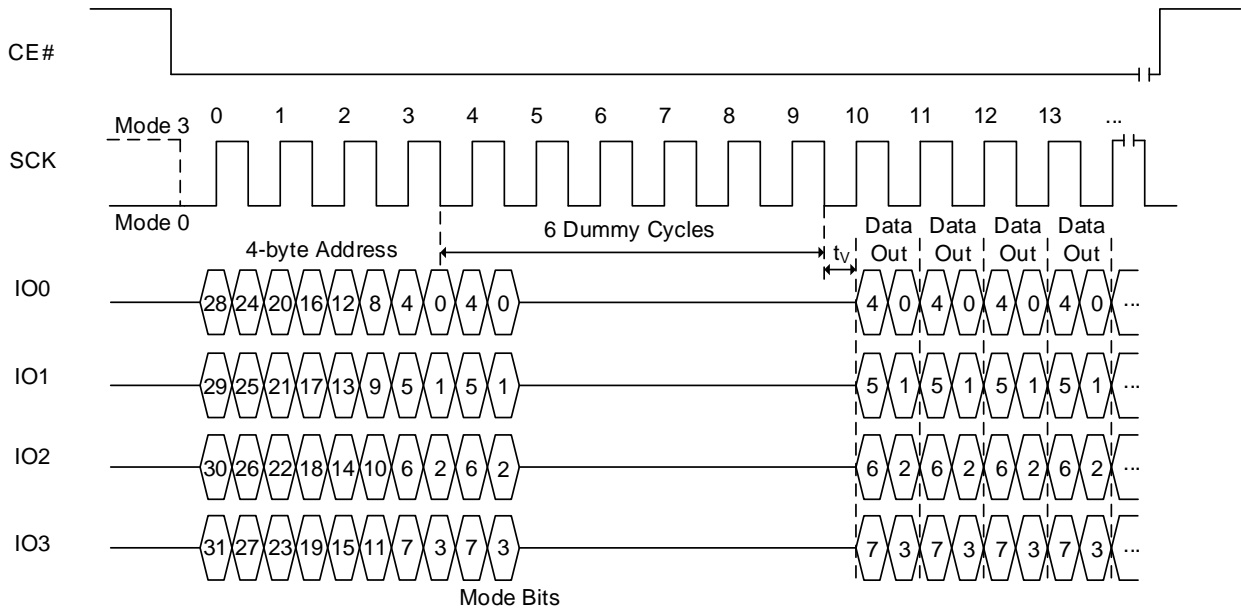 CE#
0 1 2 3 4 5 6 7 8 9 10 11 12 13 ...
Mode 3
SCK
Mode 0
4-byte Address
6 Dummy Cycles
tV
Data Out Data Out Data Out Data Out
IO0 28 24 20 16 12 8 4 0 4 0 4 0 4 0 4 0 4 0 ...
IO1 29 25 21 17 13 9 5 1 5 1 5 1 5 1 5 1 5 1 ...
IO2 30 26 22 18 14 10 6 2 6 2 6 2 6 2 6 2 6 2 ...
IO3 31 27 23 19 15 11 7 3 7 3 7 3 7 3 7 3 7 3 ...
Mode Bits